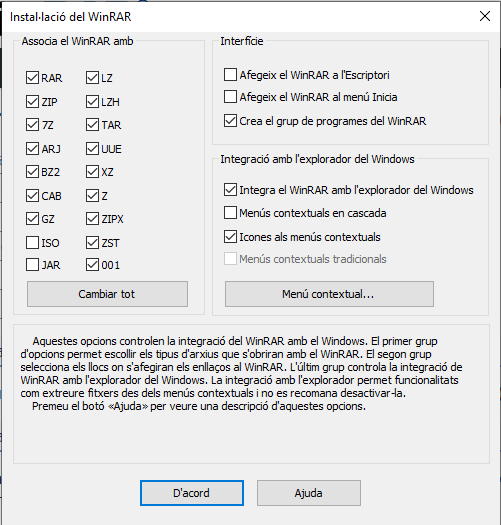 Instal·lació del WinRAR
Associa el WinRAR amb
RAR
LZ
ZIP
LZH
7Z
TAR
ARJ
UUE
BZ2
XZ
CAB
Z
GZ
ZIPX
ISO
ZST
JAR
001
Canviar tot
Interfície
Afegeix el WinRAR a l'Escriptori
Afegeix el WinRAR al menú Inicia
Crea el grup de programes del WinRAR
Integració amb l'explorador del Windows
Integra el WinRAR amb l'explorador del Windows
Menús contextuals en cascada
Icones als menús contextuals
Menús contextuals tradicionals
Menú contextual...
Aquestes opcions controlen la integració del WinRAR amb el Windows. El primer grup
d'opcions permet escollir els tipus d'arxius que s'obriran amb el WinRAR. El segon grup
selecciona els llocs on s'afegiran els enllaços al WinRAR. L'últim grup controla la integració de
WinRAR amb l'explorador del Windows. La integració amb l'explorador permet funcionalitats
com extreure fitxers des dels menús contextuals i no es recomana desactivar-la.
Premeu el botó «Ajuda» per veure una descripció d'aquestes opcions.
D'acord
Ajuda